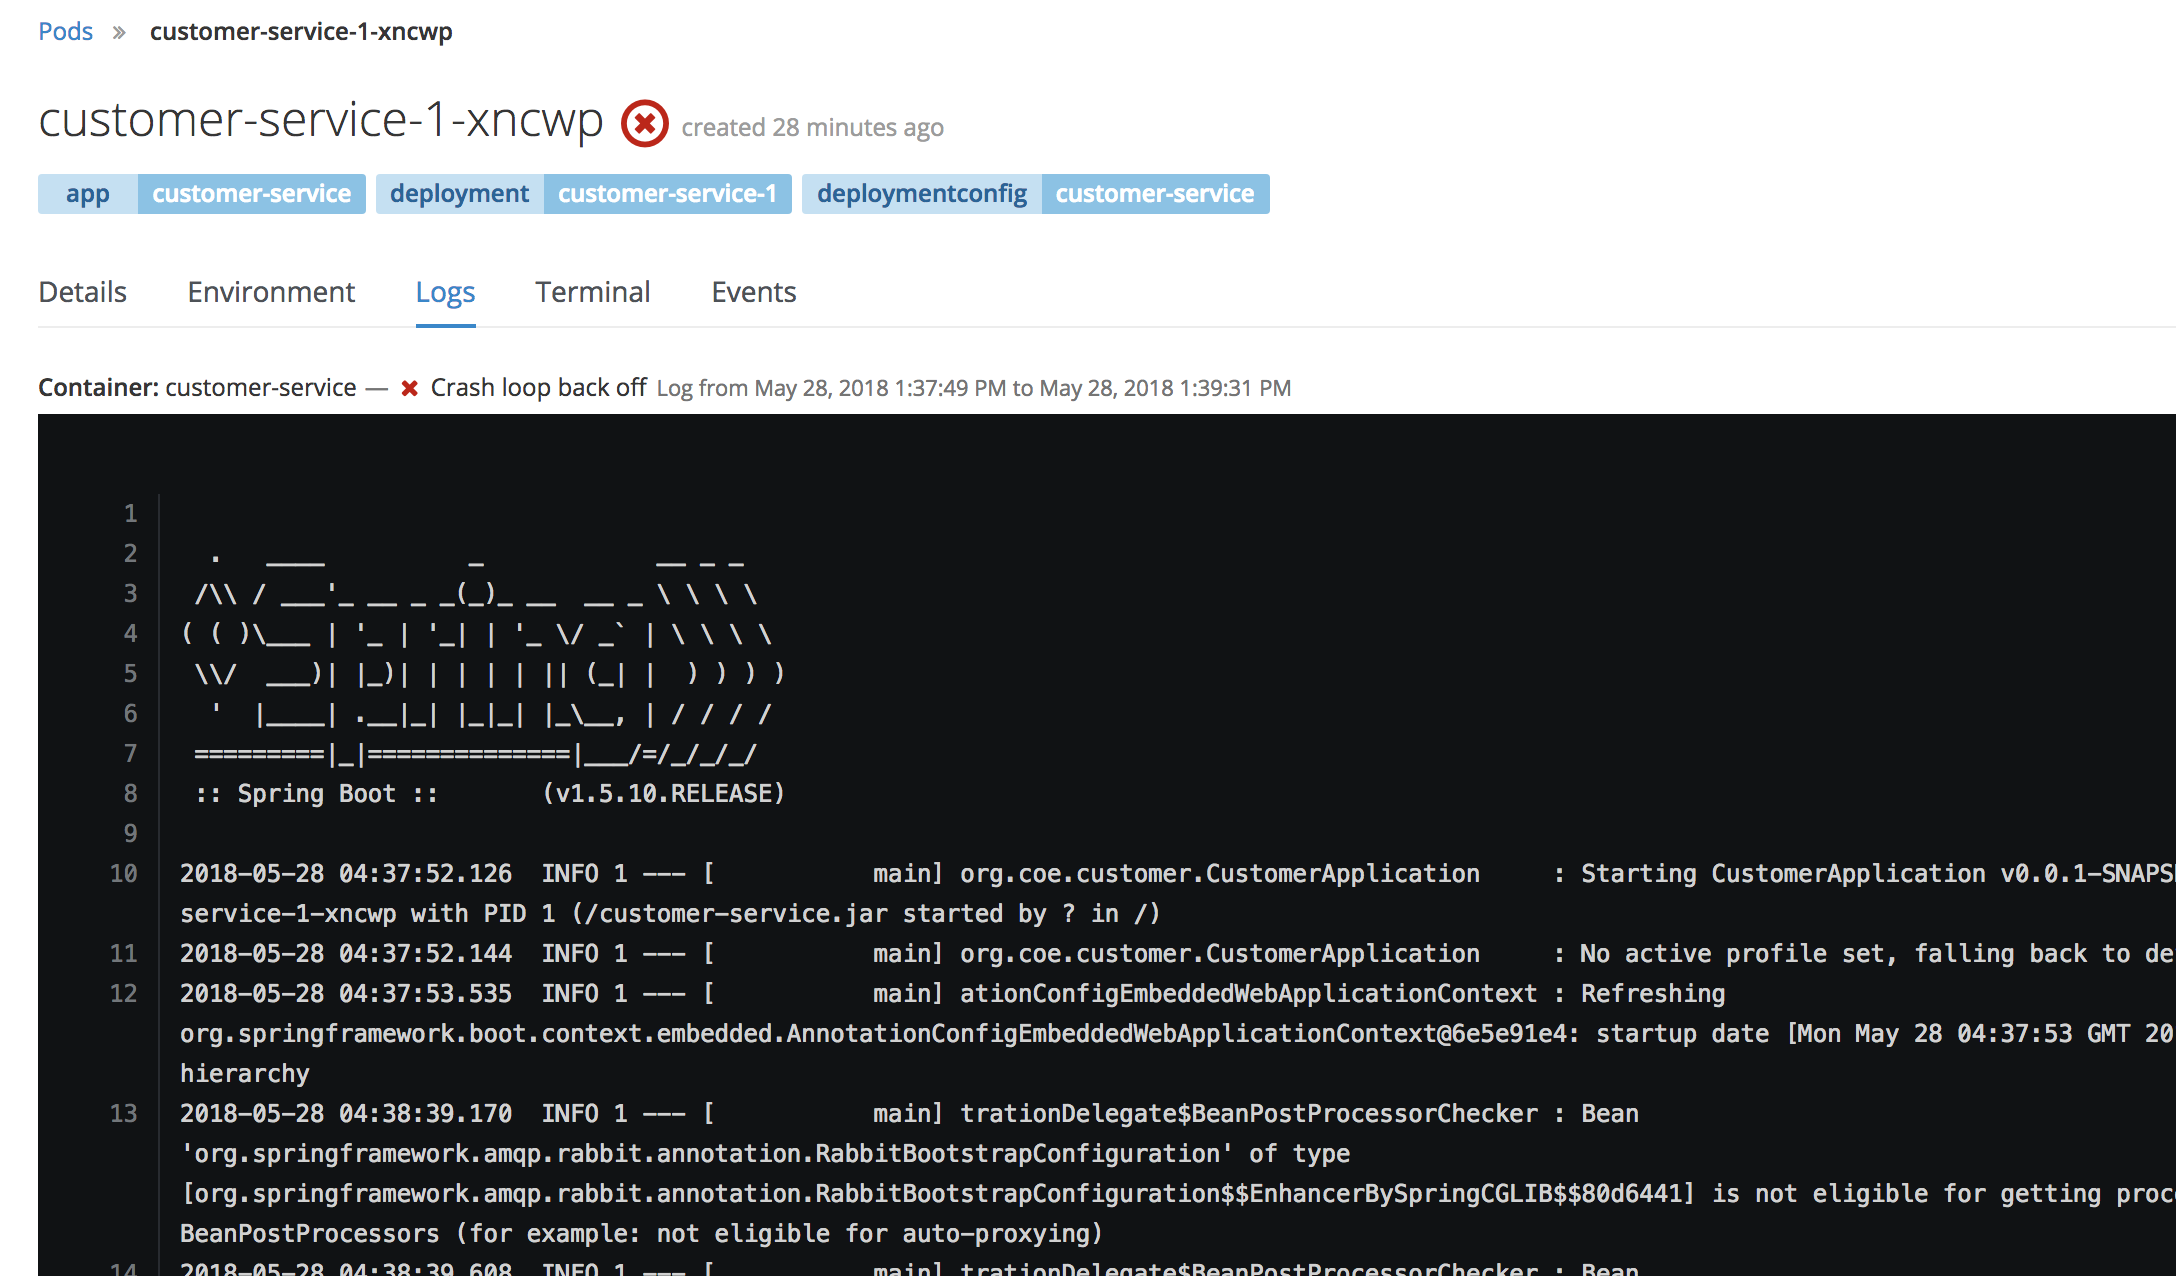 Pods » customer-service-1-xncwp
customer-service-1-xncwp created 28 minutes ago
app customer-service deployment customer-service-1 deploymentconfig customer-service
Details Environment Logs Terminal Events
Container: customer-service — ✖ Crash loop back off Log from May 28, 2018 1:37:49 PM to May 28, 2018 1:39:31 PM
1
2   .   ____          _            __ _ _
3  /\\ / ___'_ __ _ _(_)_ __  __ _ \ \ \ \
4 ( ( )\___ | '_ | '_| | '_ \/ _` | \ \ \ \
5  \\/  ___)| |_)| | | | | || (_| |  ) ) ) )
6   '  |____| .__|_| |_|_| |_\__, | / / / /
7  =========|_|==============|___/=/_/_/_/
8  :: Spring Boot ::       (v1.5.10.RELEASE)
9
10 2018-05-28 04:37:52.126  INFO 1 --- [           main] org.coe.customer.CustomerApplication     : Starting CustomerApplication v0.0.1-SNAPS
service-1-xncwp with PID 1 (/customer-service.jar started by ? in /)
11 2018-05-28 04:37:52.144  INFO 1 --- [           main] org.coe.customer.CustomerApplication     : No active profile set, falling back to de
12 2018-05-28 04:37:53.535  INFO 1 --- [           main] ationConfigEmbeddedWebApplicationContext : Refreshing
org.springframework.boot.context.embedded.AnnotationConfigEmbeddedWebApplicationContext@6e5e91e4: startup date [Mon May 28 04:37:53 GMT 20
hierarchy
13 2018-05-28 04:38:39.170  INFO 1 --- [           main] trationDelegate$BeanPostProcessorChecker : Bean
'org.springframework.amqp.rabbit.annotation.RabbitBootstrapConfiguration' of type
[org.springframework.amqp.rabbit.annotation.RabbitBootstrapConfiguration$$EnhancerBySpringCGLIB$$80d6441] is not eligible for getting proc
BeanPostProcessors (for example: not eligible for auto-proxying)
14 2018-05-28 04:38:39.608  INFO 1 --- [           main] trationDelegate$BeanPostProcessorChecker : Bean